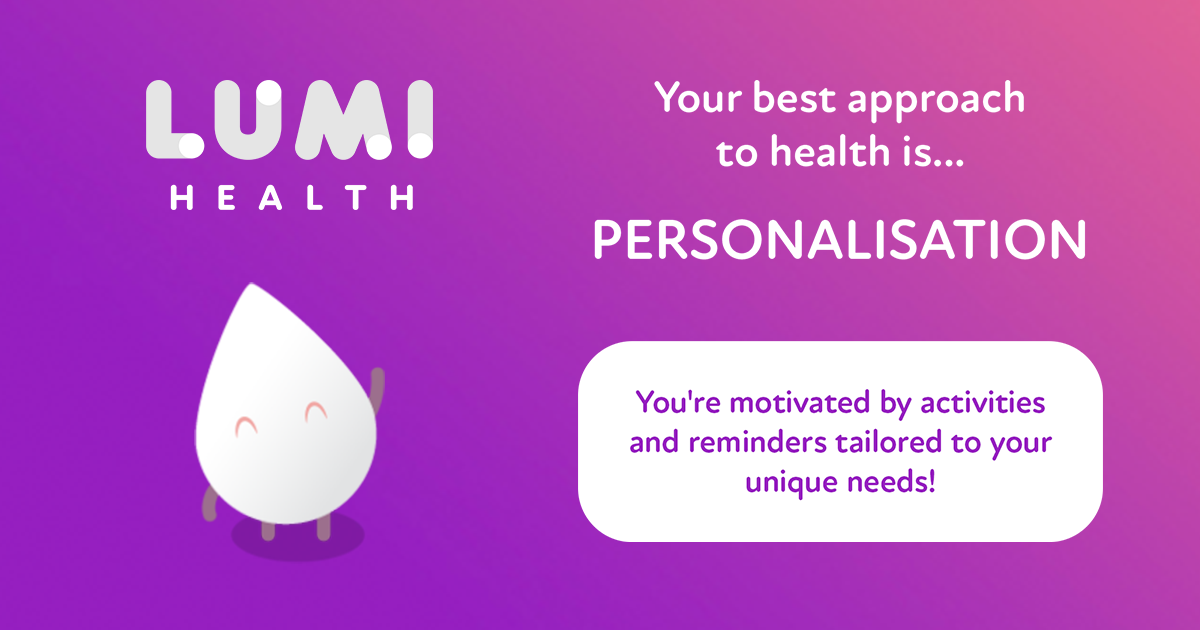 LUMI
HEALTH
Your best approach
to health is...
PERSONALISATION
You're motivated by activities
and reminders tailored to your
unique needs!